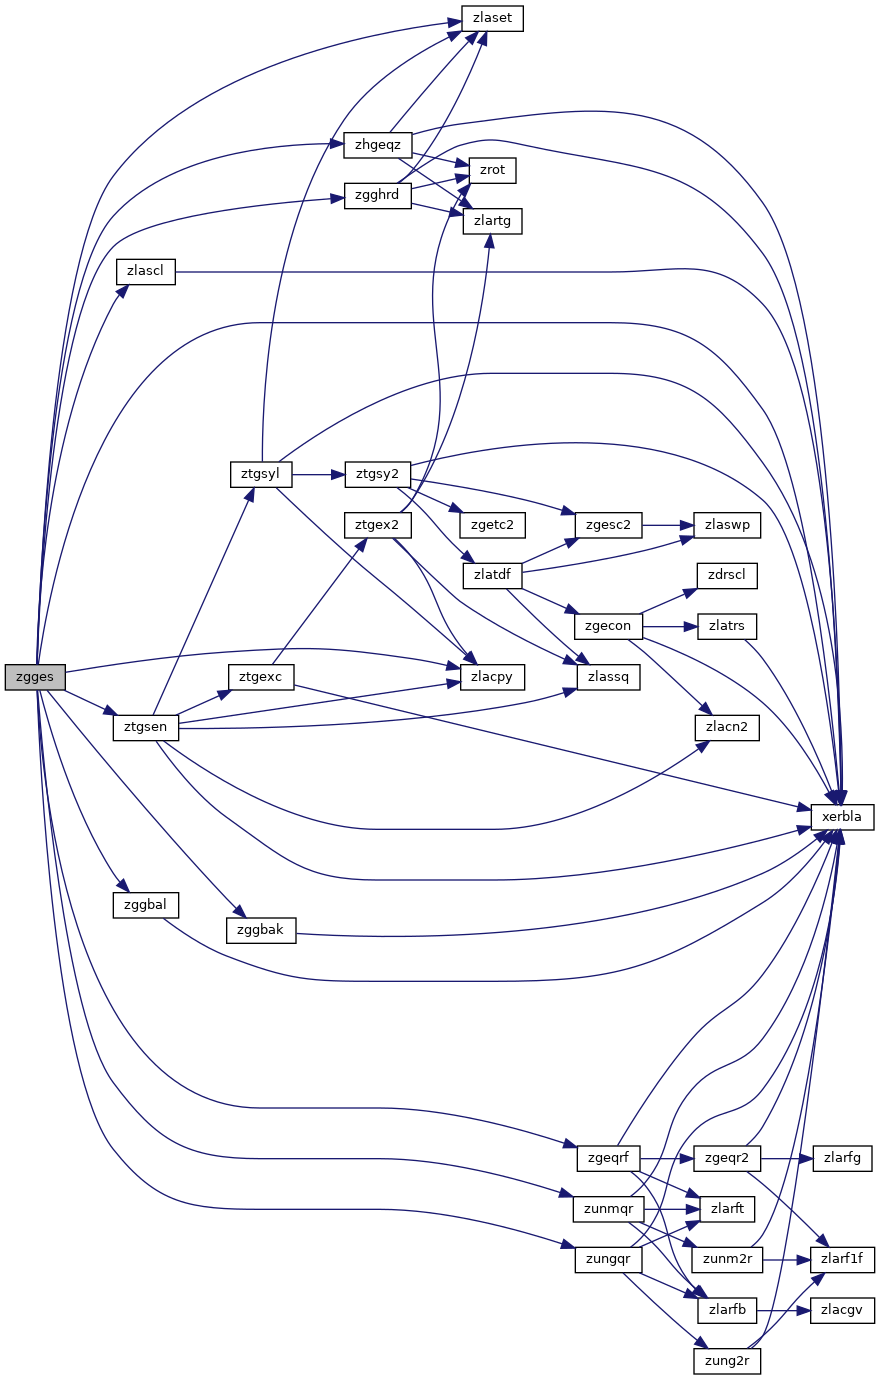 zlaset
zhgeqz
zrot
zgghrd
zlartg
zlascl
ztgsyl
ztgsy2
ztgex2
zgetc2
zgesc2
zlaswp
zlatdf
zdrscl
zgecon
zlatrs
zgges
ztgexc
zlacpy
zlassq
ztgsen
zlacn2
xerbla
zggbal
zggbak
zgeqrf
zgeqr2
zlarfg
zunmqr
zlarft
zungqr
zunm2r
zlarf1f
zlarfb
zlacgv
zung2r